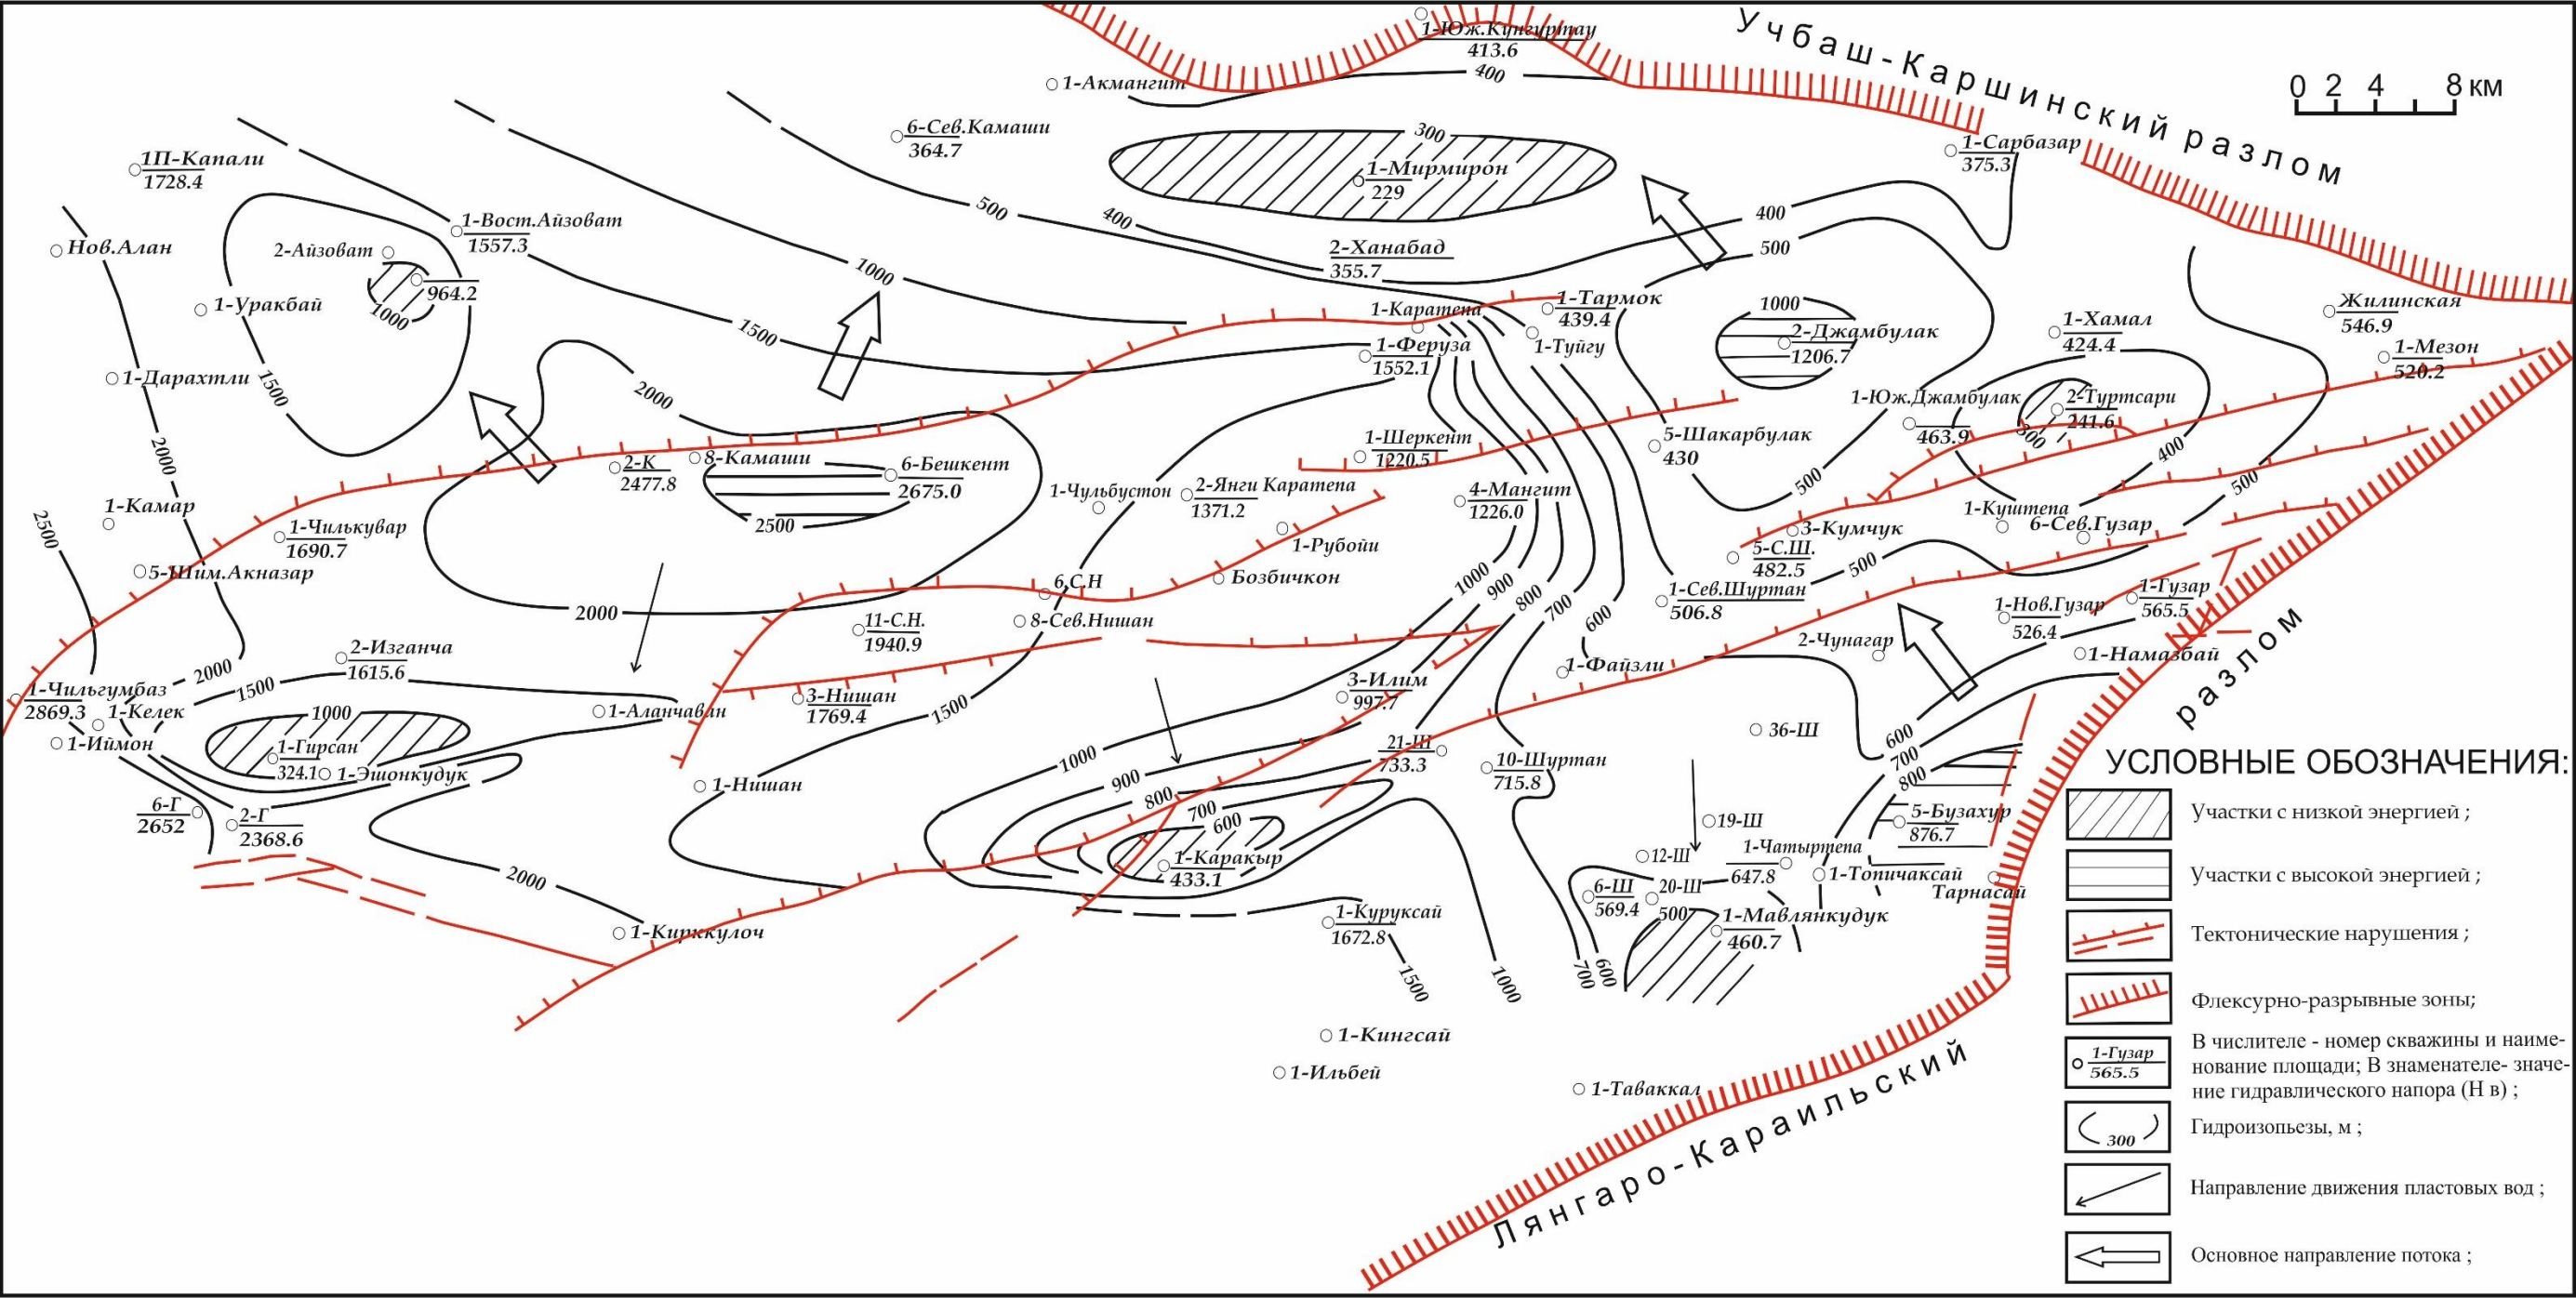 Учбаш-Каршинский разлом
0 2 4 8 км
1-Юж.Кунгуртау
413.6
400
1-Акмангит
6-Сев.Камаши
364.7
300
1-Мирмирон
229
1-Сарбазар
375.3
1П-Капали
1728.4
500
400
400
1-Вост.Айзоват
1557.3
Нов.Алан
2-Айзоват
964.2
1000
1-Уракбай
1000
2-Ханабад
355.7
500
1500
1-Каратепа
1-Тармок
439.4
1-Феруза
1552.1
1-Туйгу
1000
2-Джамбулак
1206.7
1-Хамал
424.4
Жилинская
546.9
1-Мезон
520.2
1-Дарахтли
1500
2000
1-Юж.Джамбулак
463.9
2-Туртсари
241.6
300
2000
2-К
2477.8
8-Камаши
6-Бешкент
2675.0
2500
1-Шеркент
1220.5
5-Шакарбулак
430
400
500
500
1-Чульбустон
2-Янги Каратепа
1371.2
4-Мангит
1226.0
1-Рубойи
1-Камар
2500
1-Чилькувар
1690.7
5-Шим.Акназар
1-Куштепа
6-Сев.Гузар
3-Кумчук
5-С.Ш.
482.5
500
6.С.Н
Бозбичкон
1000
900
800
700
600
1-Сев.Шуртан
506.8
1-Гузар
565.5
1-Нов.Гузар
526.4
2000
11-С.Н.
1940.9
8-Сев.Нишан
2-Чунагар
1-Намазбай
2-Изганча
1615.6
2000
1500
1-Файзли
3-Илим
997.7
1-Чильгумбаз
2869.3
1-Келек
1-Иймон
1000
1-Гирсан
324.1
1-Эшонкудук
1-Аланчаван
3-Нишан
1769.4
1500
21-Ш
733.3
10-Шуртан
715.8
36-Ш
600
700
800
1000
900
800
700
600
1-Нишан
6-Г
2652
2-Г
2368.6
19-Ш
5-Бузахур
876.7
12-Ш
1-Чатыртепа
647.8
1-Топичаксай
Тарнасай
1-Каракыр
433.1
6-Ш
569.4
20-Ш
500
1-Мавлянкудук
460.7
2000
1-Кирккулоч
1-Куруксай
1672.8
1500
1000
700
600
1-Кингсай
1-Ильбей
1-Таваккал
Лянгаро-Караильский
разлом
УСЛОВНЫЕ ОБОЗНАЧЕНИЯ:
Участки с низкой энергией ;
Участки с высокой энергией ;
Тектонические нарушения ;
Флексурно-разрывные зоны;
1-Гузар
565.5
В числителе - номер скважины и наиме-
нование площади; В знаменателе- значе-
ние гидравлического напора (Н в) ;
300
Гидроизопьезы, м ;
Направление движения пластовых вод ;
Основное направление потока ;